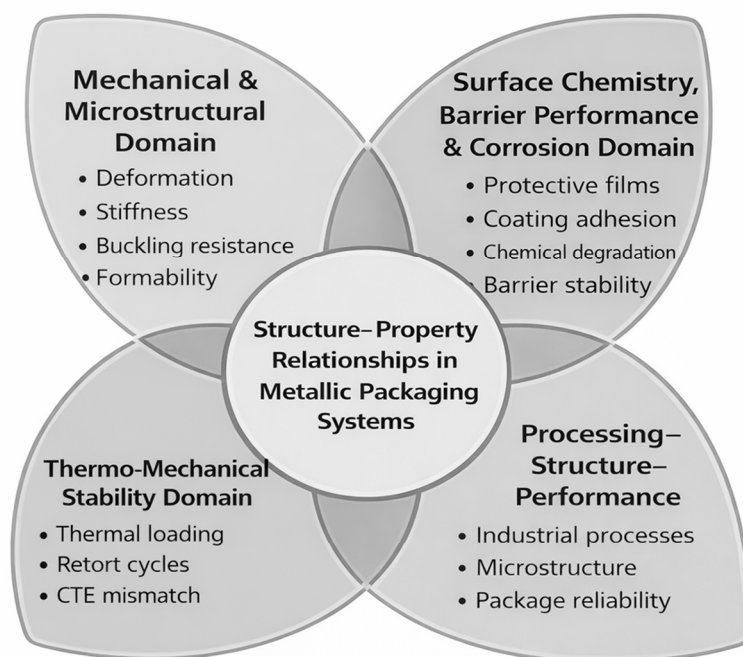 Mechanical &
Microstructural
Domain
• Deformation
• Stiffness
• Buckling resistance
• Formability
Surface Chemistry,
Barrier Performance
& Corrosion Domain
• Protective films
• Coating adhesion
• Chemical degradation
• Barrier stability
Structure–Property
Relationships in
Metallic Packaging
Systems
Thermo-Mechanical
Stability Domain
• Thermal loading
• Retort cycles
• CTE mismatch
Processing–
Structure–
Performance
• Industrial processes
• Microstructure
• Package reliability